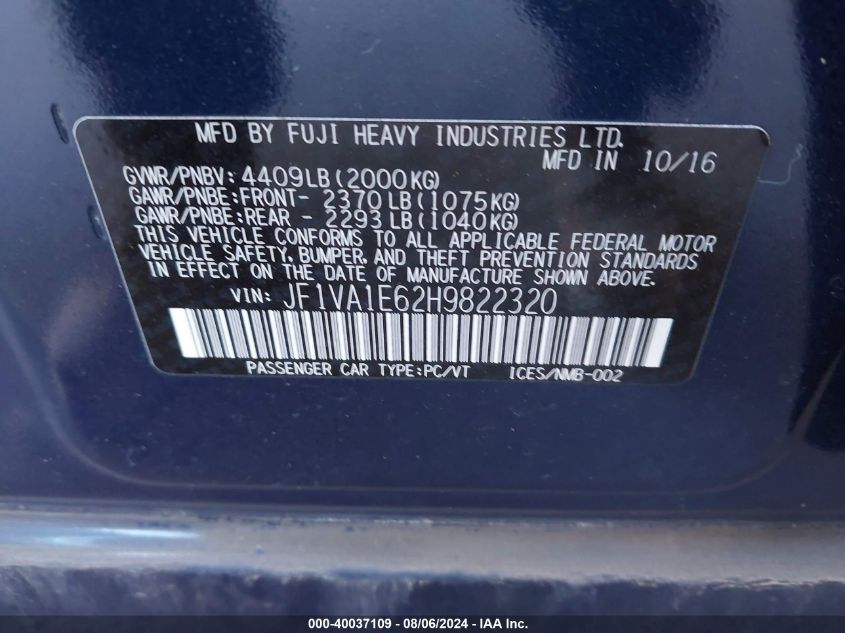 MFD BY FUJI HEAVY INDUSTRIES LTD.
MFD IN 10/16
GVWR/PNBV: 4409LB(2000KG)
GAWR/PNBE:FRONT- 2370LB(1075KG)
GAWR/PNBE:REAR - 2293LB(1040KG)
THIS VEHICLE CONFORMS TO ALL APPLICABLE FEDERAL MOTOR
VEHICLE SAFETY, BUMPER, AND THEFT PREVENTION STANDARDS
IN EFFECT ON THE DATE OF MANUFACTURE SHOWN ABOVE.
VIN: JF1VA1E62H9822320
PASSENGER CAR TYPE:PC/VT ICES/NMB-002
000-40037109 - 08/06/2024 - IAA Inc.